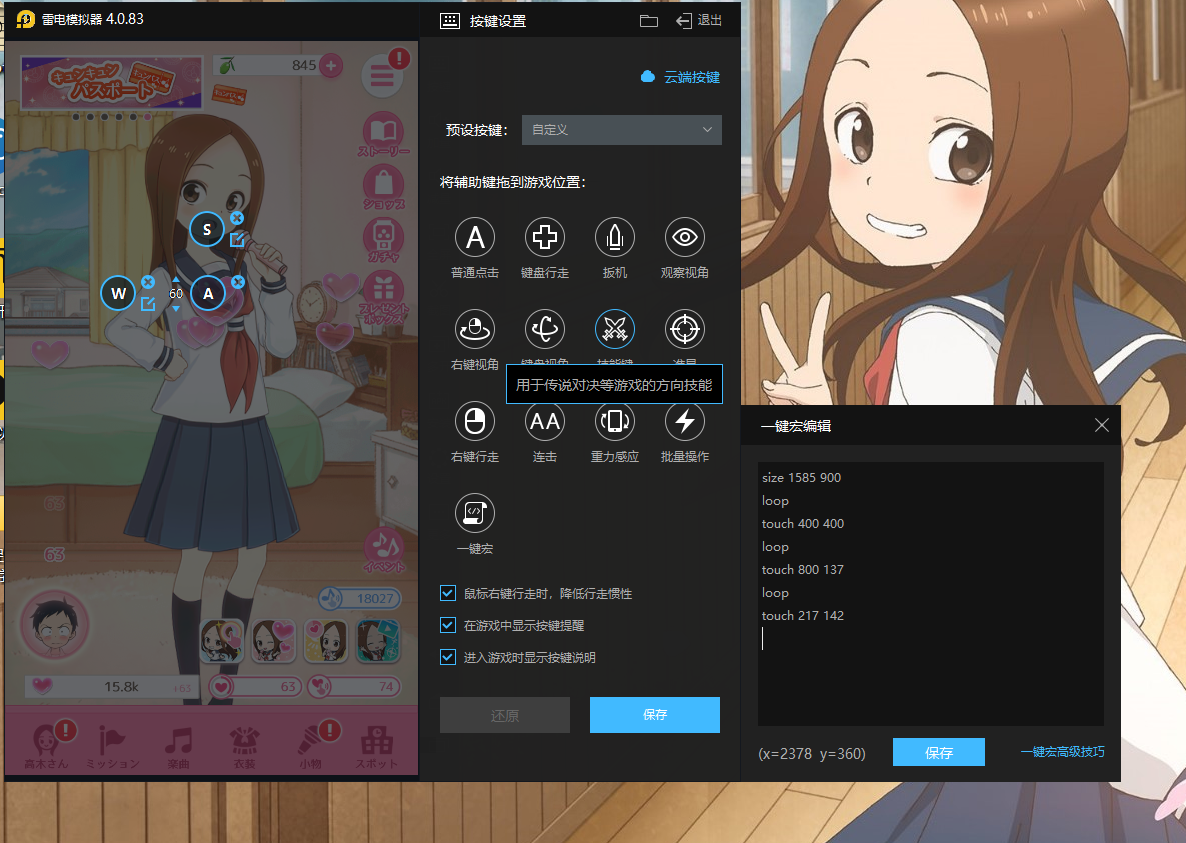 雷电模拟器 4.0.83
キュンキュン
パスポート
キュンパス
845
!
ストーリー
ショップ
ガチャ
プレゼント
ボックス
S
W
60
A
63
63
イベント
18027
15.8k
+63
63
74
!
!
高木さん
ミッション
楽曲
衣装
小物
スポット
按键设置
退出
云端按键
预设按键：
自定义
将辅助键拖到游戏位置：
A
普通点击
键盘行走
扳机
观察视角
右键视角
键盘视角
技能键
准星
用于传说对决等游戏的方向技能
右键行走
AA
连击
重力感应
批量操作
一键宏
鼠标右键行走时，降低行走惯性
在游戏中显示按键提醒
进入游戏时显示按键说明
还原
保存
一键宏编辑
size 1585 900
loop
touch 400 400
loop
touch 800 137
loop
touch 217 142
(x=2378 y=360)
保存
一键宏高级技巧